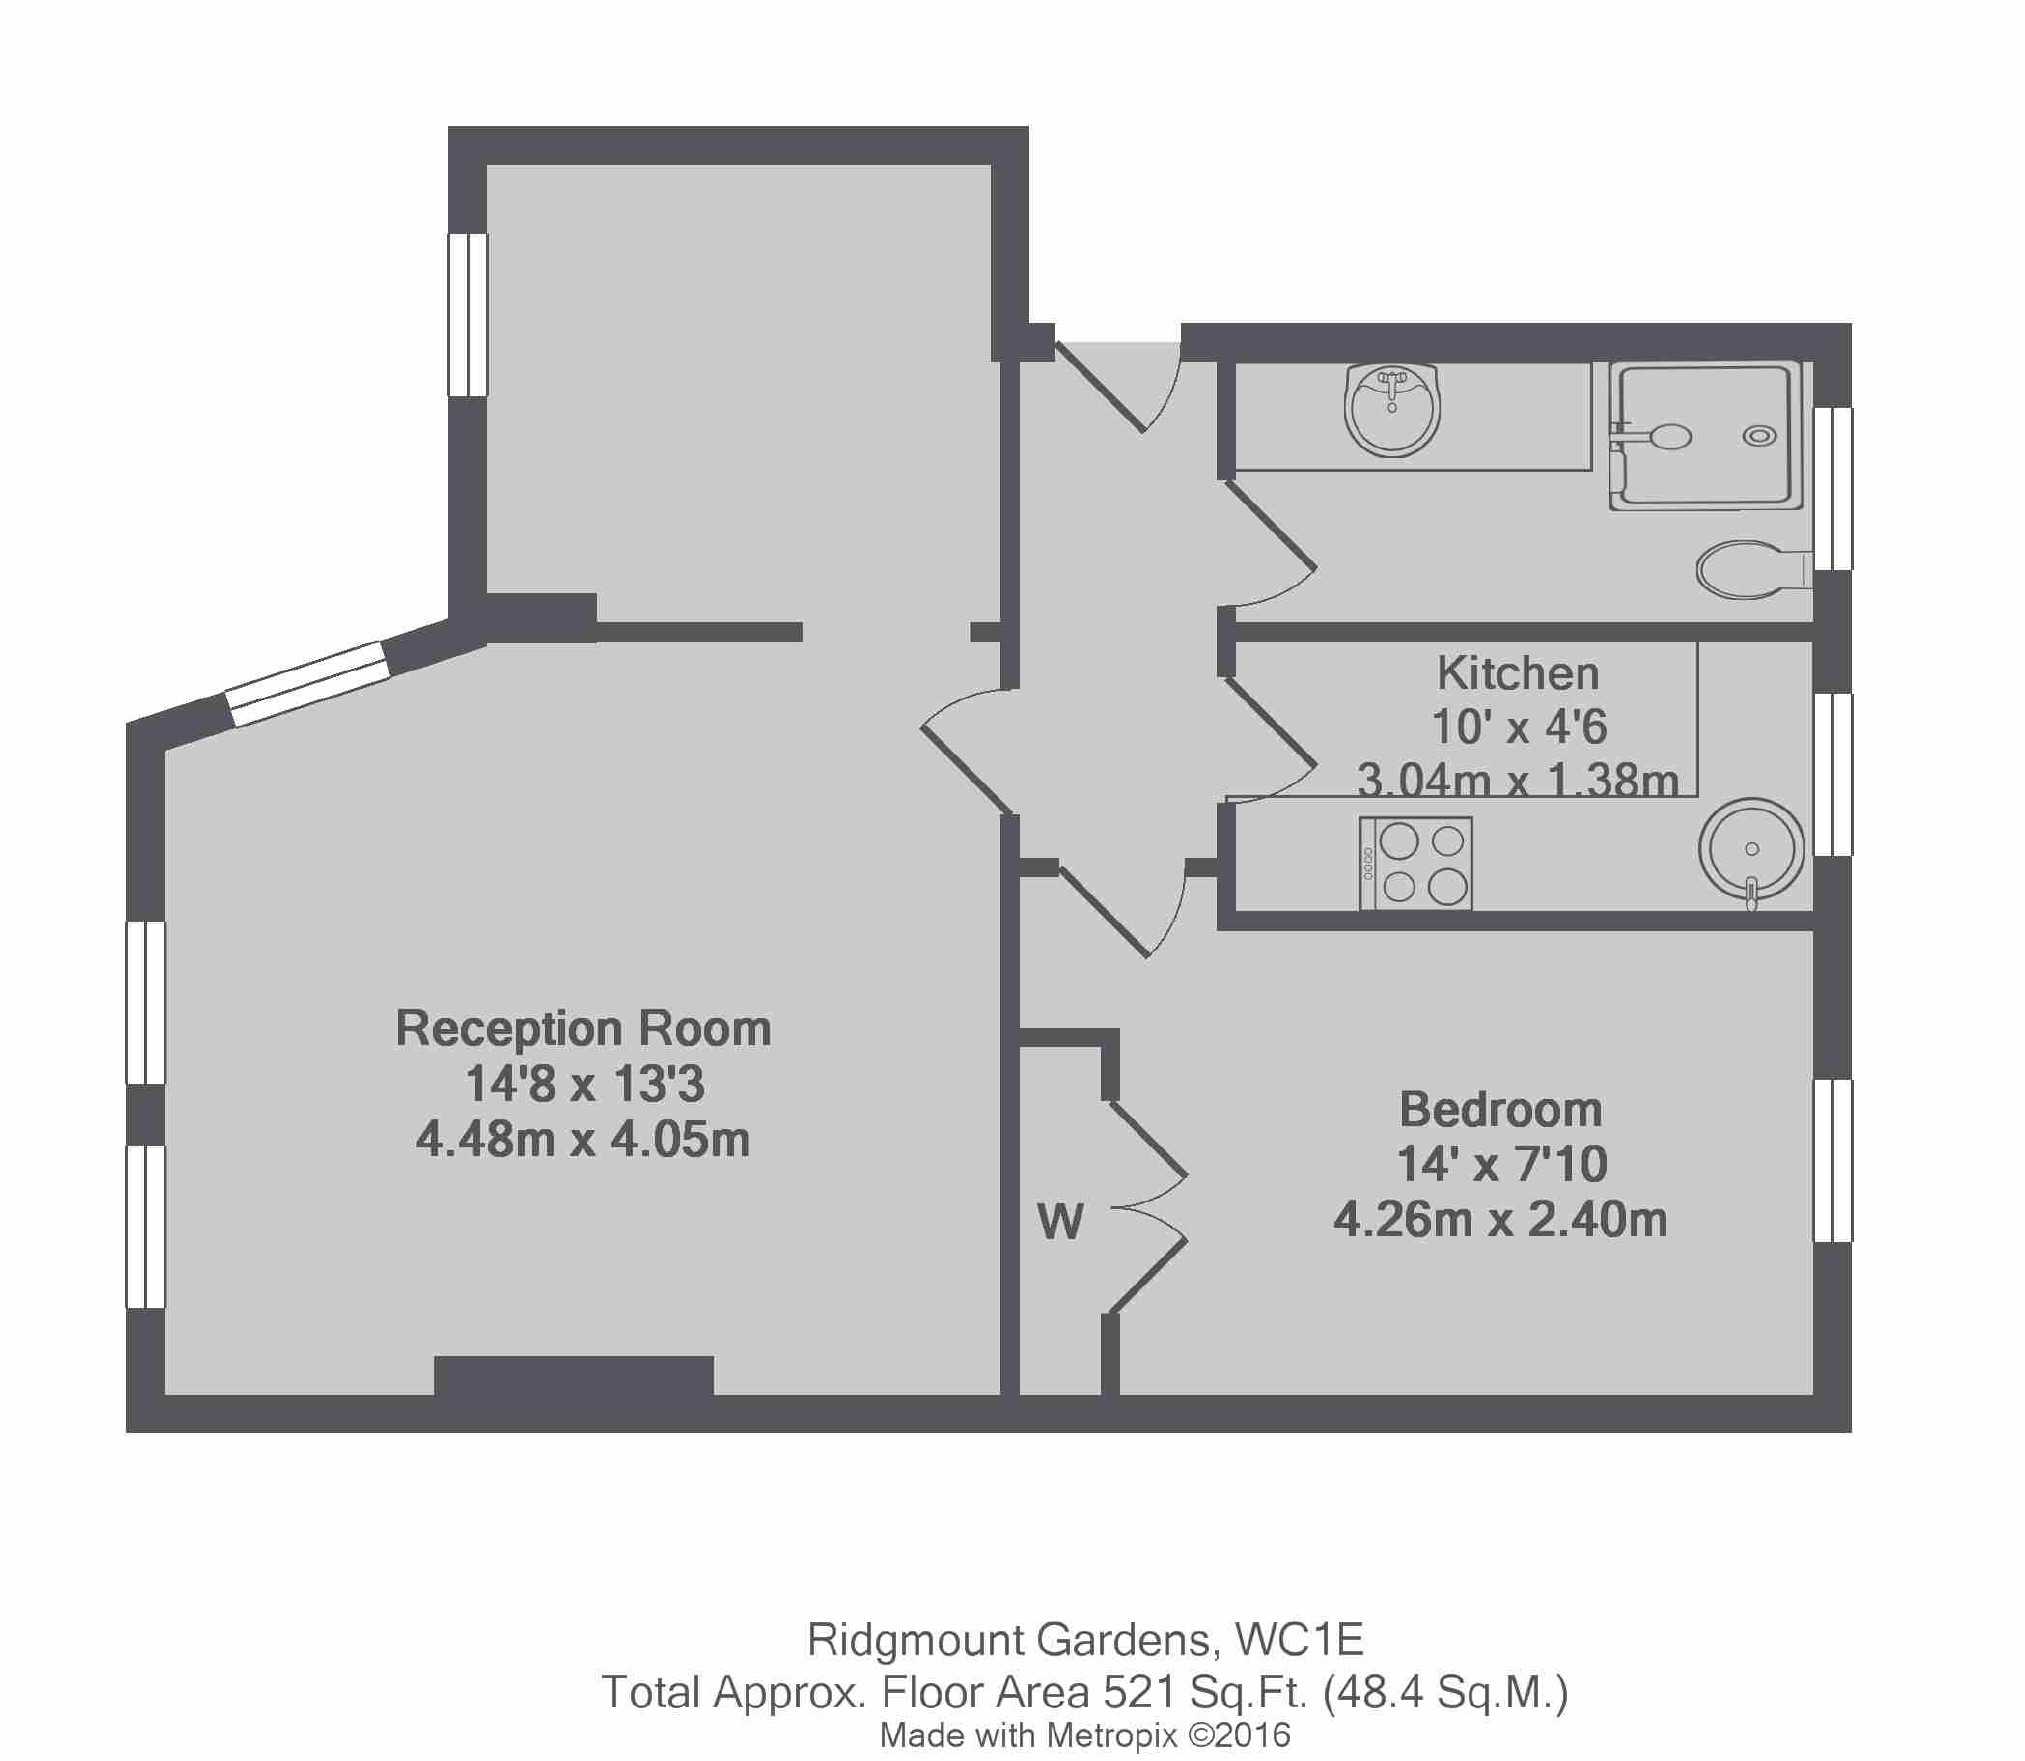 Kitchen
10' x 4'6
3.04m x 1.38m
Reception Room
14'8 x 13'3
4.48m x 4.05m
Bedroom
14' x 7'10
4.26m x 2.40m
W
Ridgmount Gardens, WC1E
Total Approx. Floor Area 521 Sq.Ft. (48.4 Sq.M.)
Made with Metropix ©2016